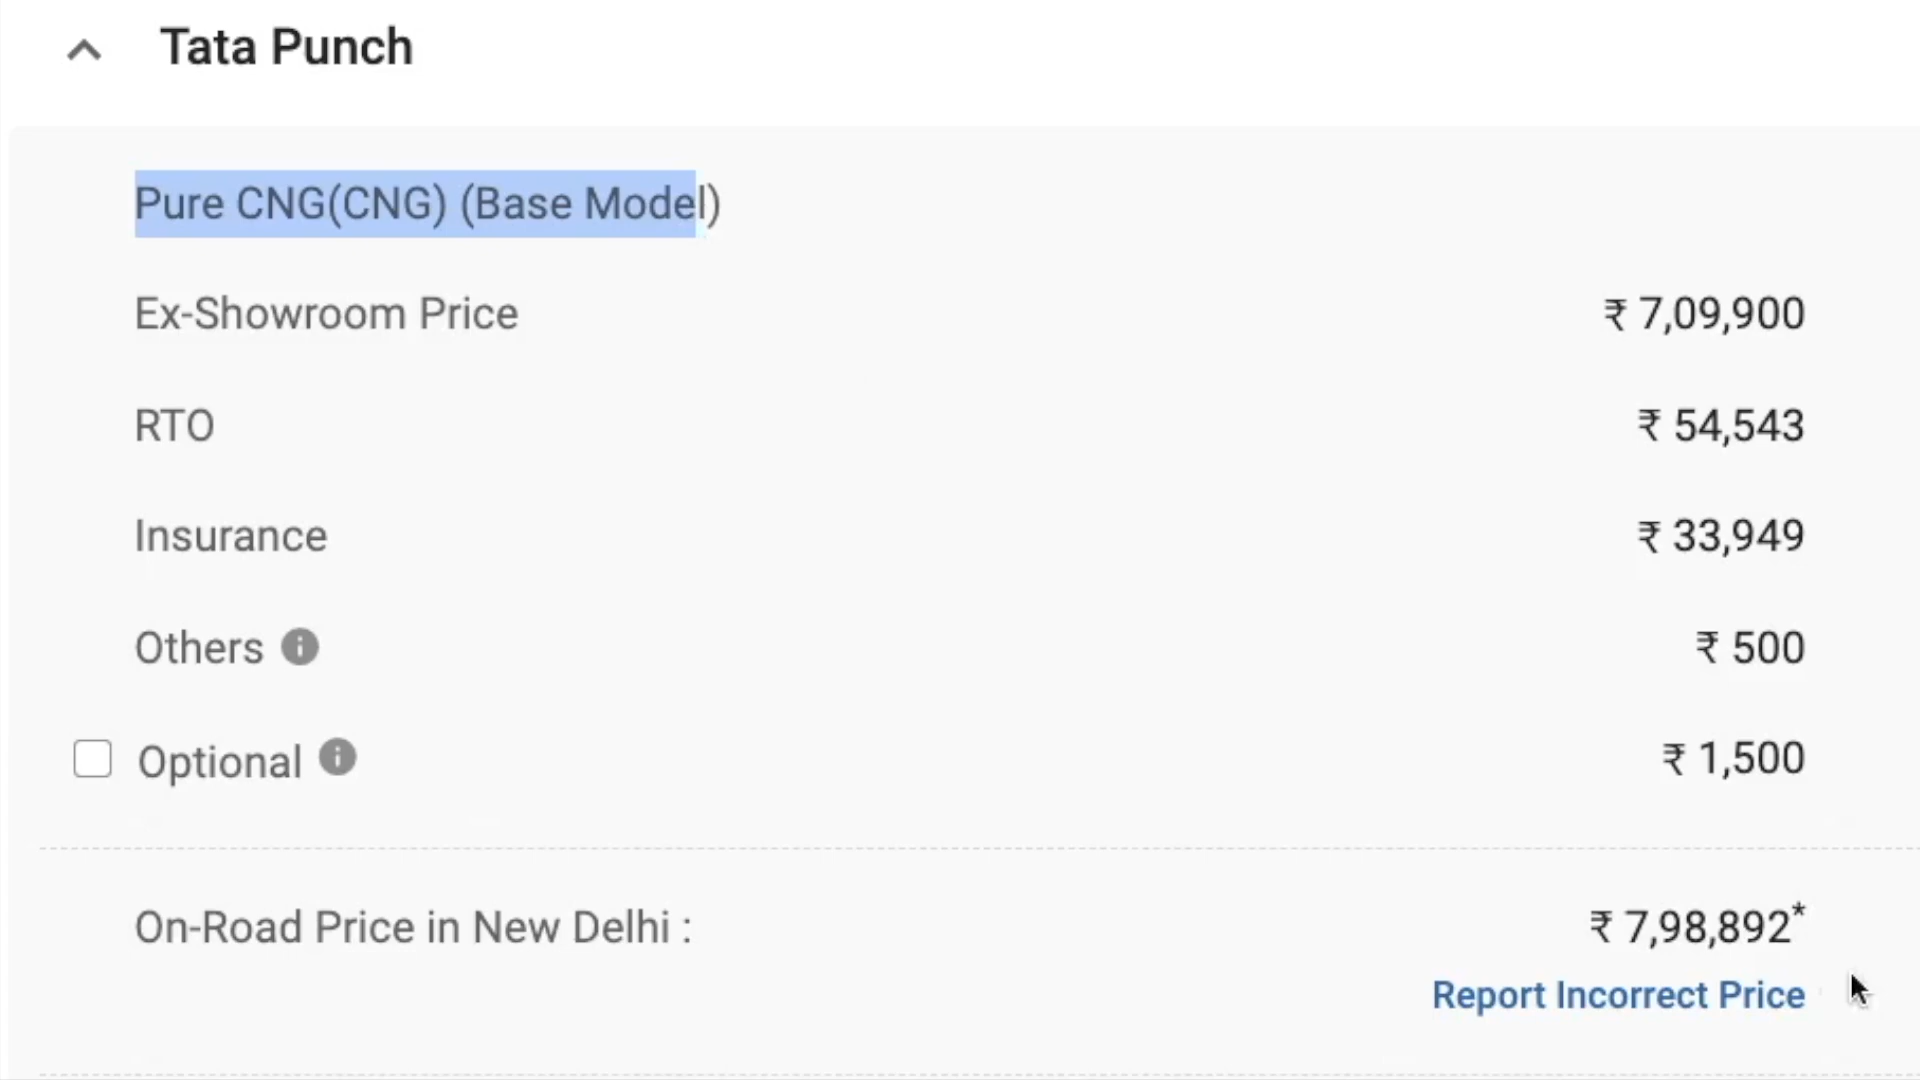 Tata Punch
Pure CNG(CNG) (Base Model)
Ex-Showroom Price ₹ 7,09,900
RTO ₹ 54,543
Insurance ₹ 33,949
Others ₹ 500
Optional ₹ 1,500
On-Road Price in New Delhi : ₹ 7,98,892*
Report Incorrect Price